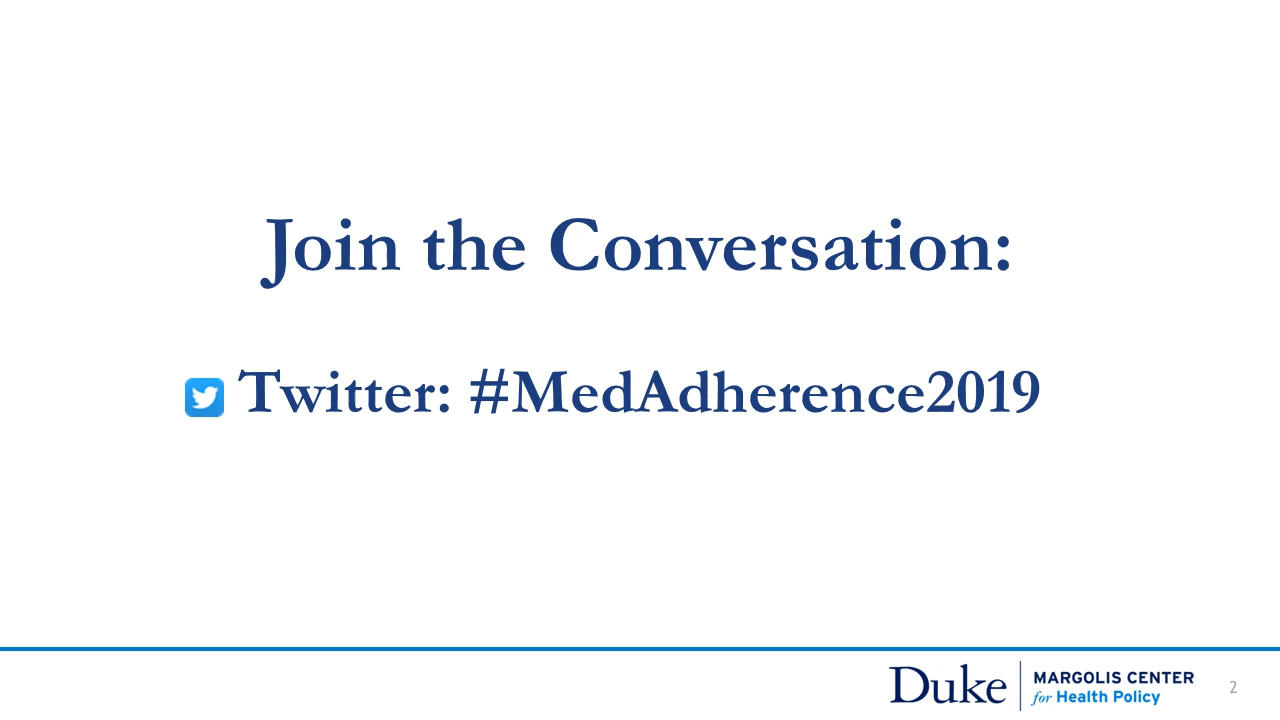 Join the Conversation:
Twitter: #MedAdherence2019
Duke
MARGOLIS CENTER
for Health Policy
2